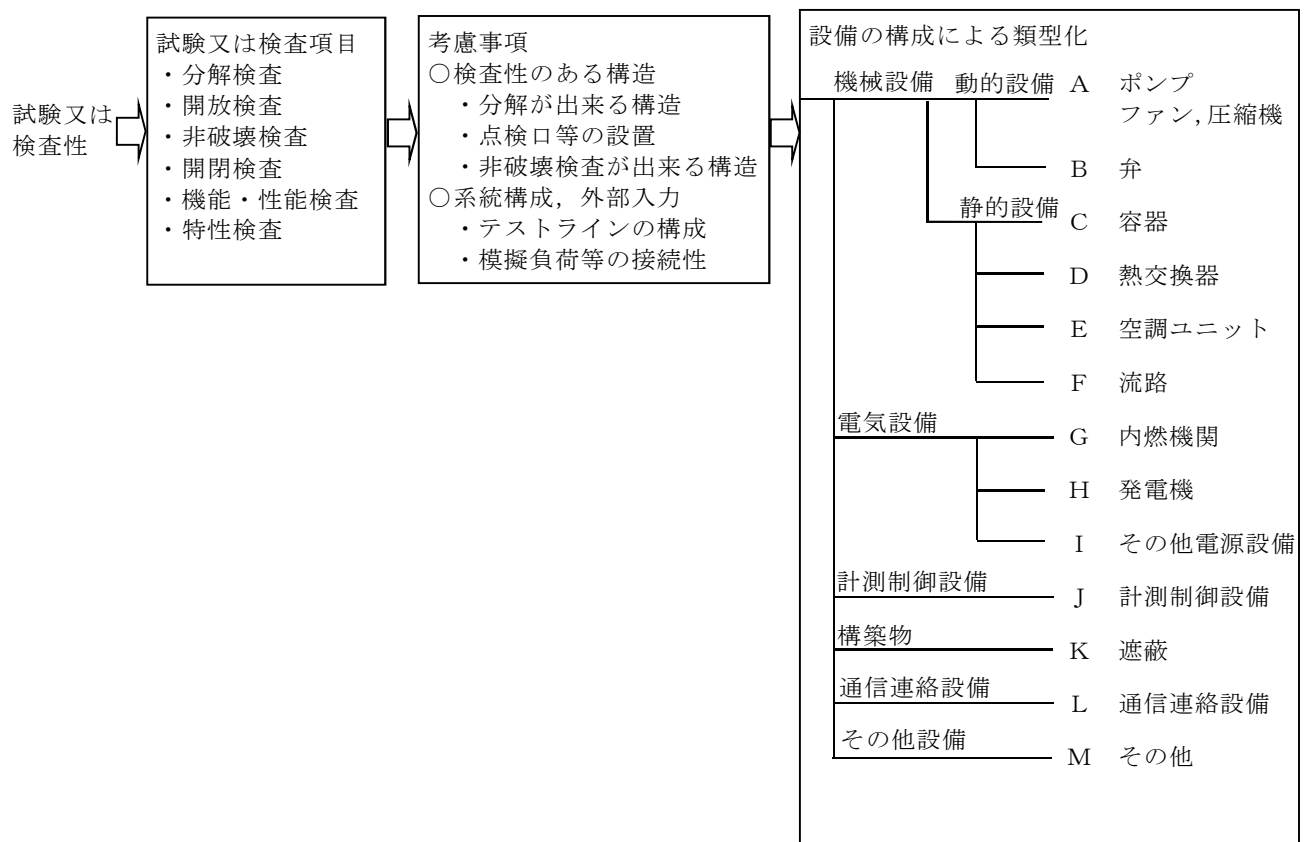 試験又は
検査性
試験又は検査項目
・分解検査
・開放検査
・非破壊検査
・開閉検査
・機能・性能検査
・特性検査
考慮事項
○検査性のある構造
・分解が出来る構造
・点検口等の設置
・非破壊検査が出来る構造
○系統構成，外部入力
・テストラインの構成
・模擬負荷等の接続性
設備の構成による類型化
機械設備 動的設備 A ポンプ
ファン,圧縮機
B 弁
静的設備 C 容器
D 熱交換器
E 空調ユニット
F 流路
電気設備 G 内燃機関
H 発電機
I その他電源設備
計測制御設備 J 計測制御設備
構築物 K 遮蔽
通信連絡設備 L 通信連絡設備
その他設備 M その他